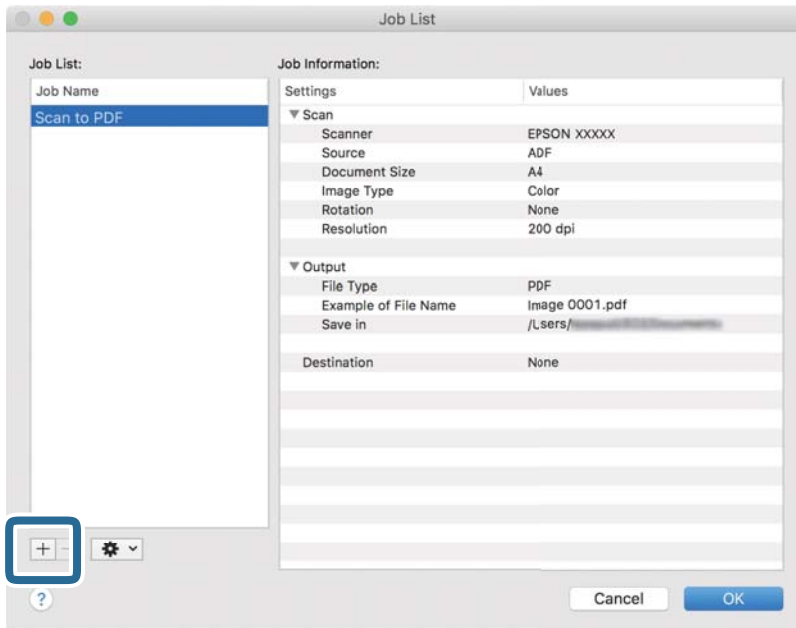 Job List
Job List:
Job Information:
Job Name
Settings Values
Scan to PDF
Scan
Scanner EPSON XXXXX
Source ADF
Document Size A4
Image Type Color
Rotation None
Resolution 200 dpi
Output
File Type PDF
Example of File Name Image 0001.pdf
Save in /Users/
Destination None
+ −
?
Cancel OK